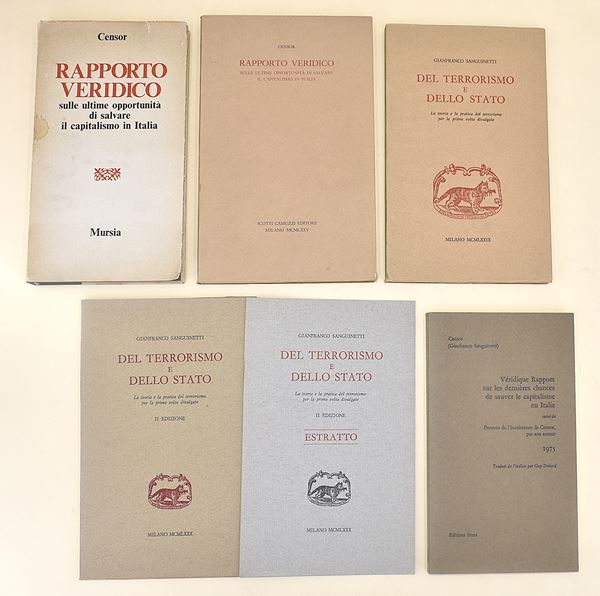 Censor
RAPPORTO
VERIDICO
sulle ultime opportunità
di salvare
il capitalismo in Italia
Mursia
CENSOR
RAPPORTO VERIDICO
SULLE ULTIME OPPORTUNITÀ DI SALVARE
IL CAPITALISMO IN ITALIA
SCOTTI CAMUZZI EDITORE
MILANO MCMLXXV
GIANFRANCO SANGUINETTI
DEL TERRORISMO
E
DELLO STATO
La teoria e la pratica del terrorismo
per la prima volta divulgate
MILANO MCMLXXIX
GIANFRANCO SANGUINETTI
DEL TERRORISMO
E
DELLO STATO
La teoria e la pratica del terrorismo
per la prima volta divulgate
II EDIZIONE
MILANO MCMLXXX
GIANFRANCO SANGUINETTI
DEL TERRORISMO
E
DELLO STATO
La teoria e la pratica del terrorismo
per la prima volta divulgate
II EDIZIONE
ESTRATTO
MILANO MCMLXXX
Censor
(Gianfranco Sanguinetti)
Véridique Rapport
sur les dernières chances
de sauver le capitalisme
en Italie
suivi de
Preuves de l'inexistence de Censor,
par son auteur
1975
Traduit de l'italien par Guy Debord